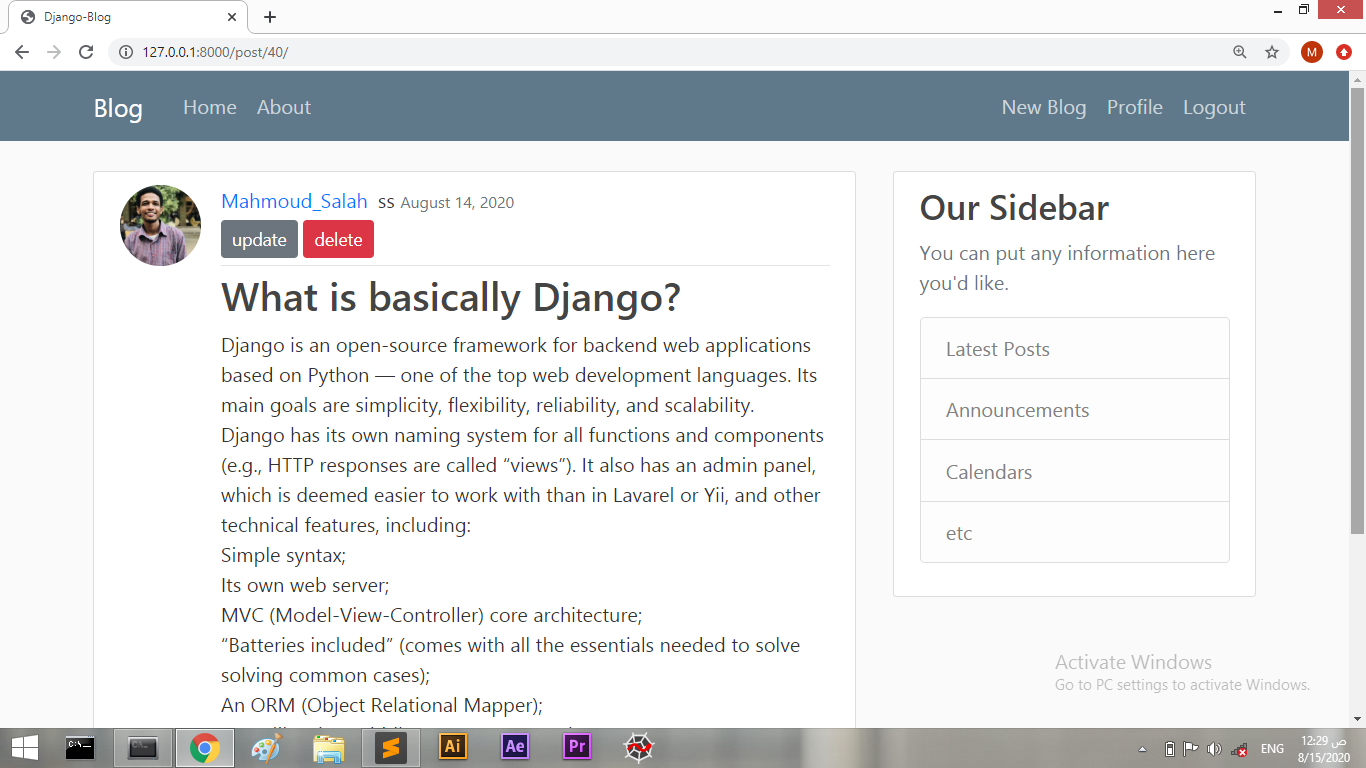 Django-Blog
127.0.0.1:8000/post/40/
M
Blog Home About New Blog Profile Logout
Mahmoud_Salah ss August 14, 2020
update delete
What is basically Django?
Django is an open-source framework for backend web applications
based on Python — one of the top web development languages. Its
main goals are simplicity, flexibility, reliability, and scalability.
Django has its own naming system for all functions and components
(e.g., HTTP responses are called “views”). It also has an admin panel,
which is deemed easier to work with than in Lavarel or Yii, and other
technical features, including:
Simple syntax;
Its own web server;
MVC (Model-View-Controller) core architecture;
“Batteries included” (comes with all the essentials needed to solve
solving common cases);
An ORM (Object Relational Mapper);
Our Sidebar
You can put any information here
you'd like.
Latest Posts
Announcements
Calendars
etc
Activate Windows
Go to PC settings to activate Windows.
Ai Ae Pr
ENG
12:29 ص
8/15/2020